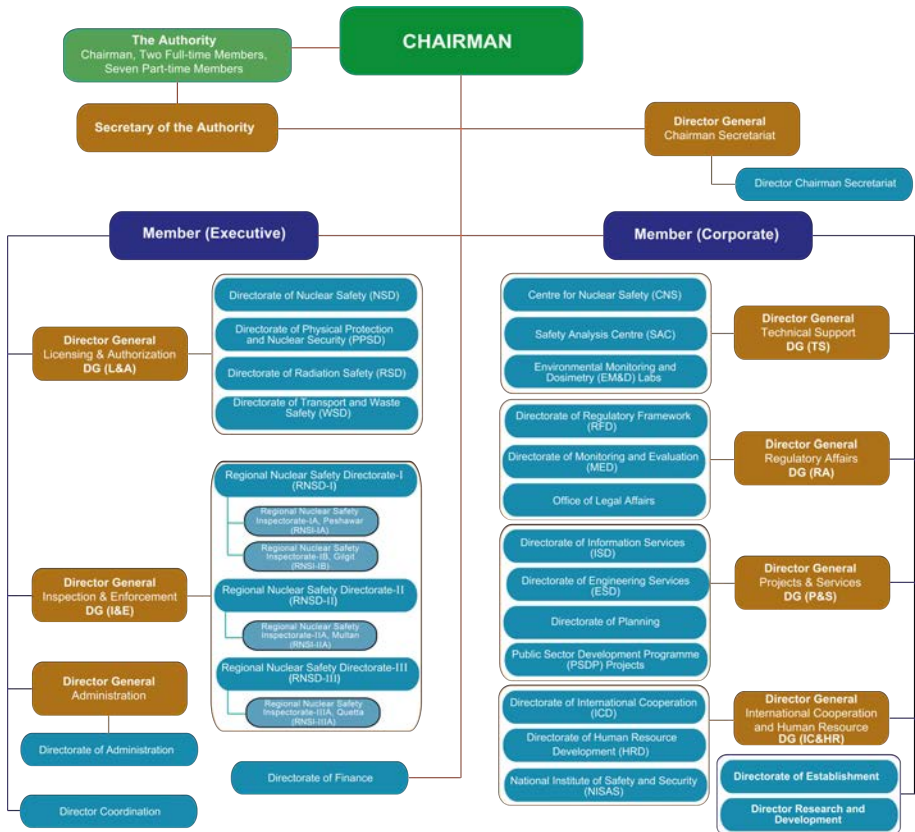 The Authority
Chairman, Two Full-time Members,
Seven Part-time Members
CHAIRMAN
Secretary of the Authority
Director General
Chairman Secretariat
Director Chairman Secretariat
Member (Executive)
Member (Corporate)
Director General
Licensing & Authorization
DG (L&A)
Directorate of Nuclear Safety (NSD)
Directorate of Physical Protection
and Nuclear Security (PPSD)
Directorate of Radiation Safety (RSD)
Directorate of Transport and Waste
Safety (WSD)
Director General
Inspection & Enforcement
DG (I&E)
Regional Nuclear Safety Directorate-I
(RNSD-I)
Regional Nuclear Safety
Inspectorate-IA, Peshawar
(RNSI-IA)
Regional Nuclear Safety
Inspectorate-IB, Gilgit
(RNSI-IB)
Regional Nuclear Safety Directorate-II
(RNSD-II)
Regional Nuclear Safety
Inspectorate-IIA, Multan
(RNSI-IIA)
Regional Nuclear Safety Directorate-III
(RNSD-III)
Regional Nuclear Safety
Inspectorate-IIIA, Quetta
(RNSI-IIIA)
Director General
Administration
Directorate of Administration
Director Coordination
Directorate of Finance
Centre for Nuclear Safety (CNS)
Safety Analysis Centre (SAC)
Environmental Monitoring and
Dosimetry (EM&D) Labs
Director General
Technical Support
DG (TS)
Directorate of Regulatory Framework
(RFD)
Directorate of Monitoring and Evaluation
(MED)
Office of Legal Affairs
Director General
Regulatory Affairs
DG (RA)
Directorate of Information Services
(ISD)
Directorate of Engineering Services
(ESD)
Directorate of Planning
Public Sector Development Programme
(PSDP) Projects
Director General
Projects & Services
DG (P&S)
Directorate of International Cooperation
(ICD)
Directorate of Human Resource
Development (HRD)
National Institute of Safety and Security
(NISAS)
Director General
International Cooperation
and Human Resource
DG (IC&HR)
Directorate of Establishment
Director Research and
Development